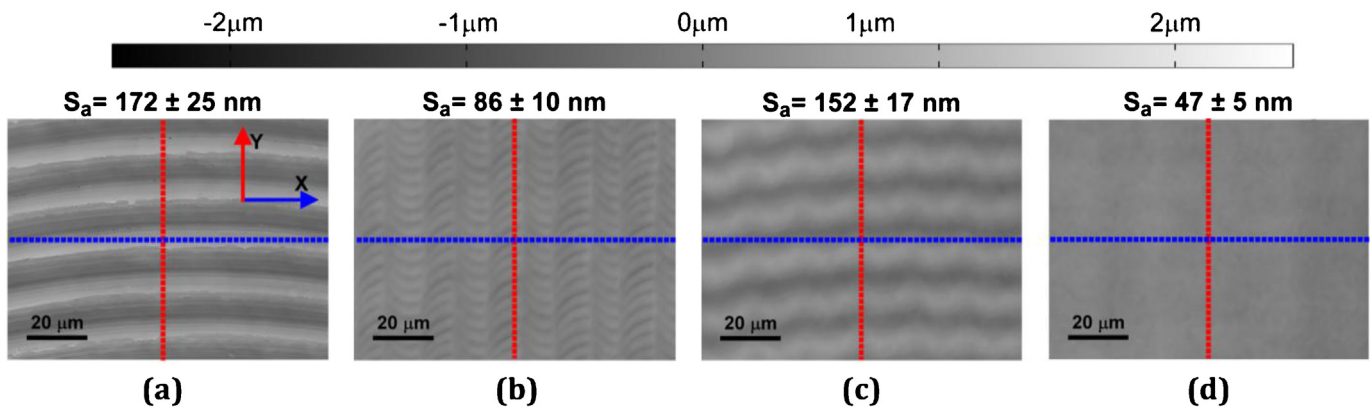 -2μm -1μm 0μm 1μm 2μm
Sa= 172 ± 25 nm Sa= 86 ± 10 nm Sa= 152 ± 17 nm Sa= 47 ± 5 nm
Y
X
20 μm 20 μm 20 μm 20 μm
(a) (b) (c) (d)